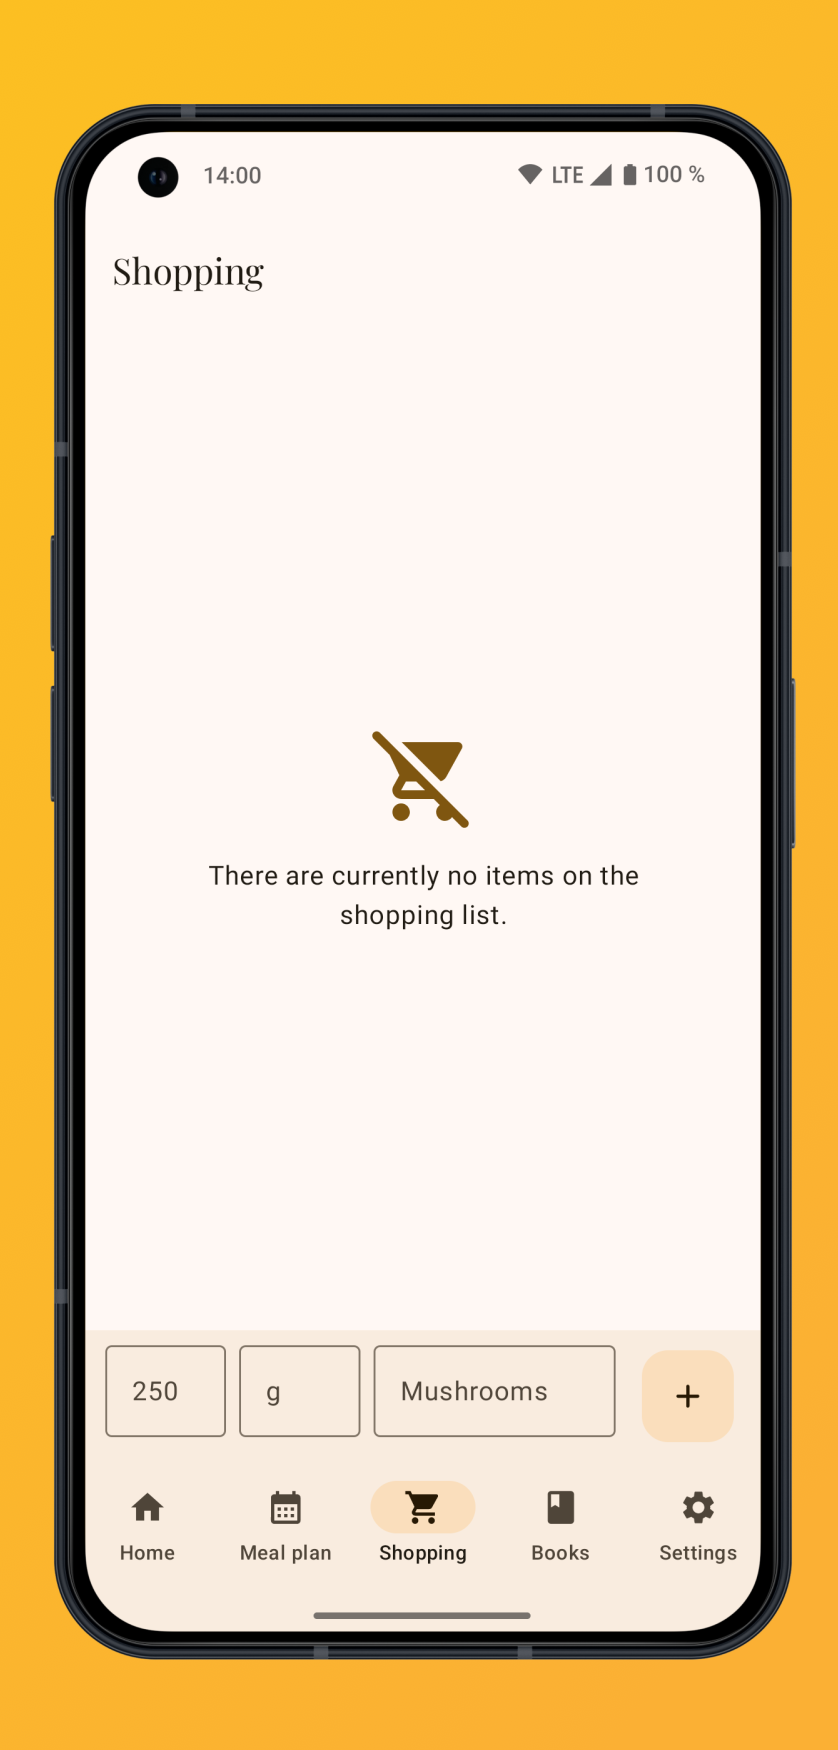 14:00 LTE 100 %
Shopping
There are currently no items on the
shopping list.
250 g Mushrooms +
Home Meal plan Shopping Books Settings